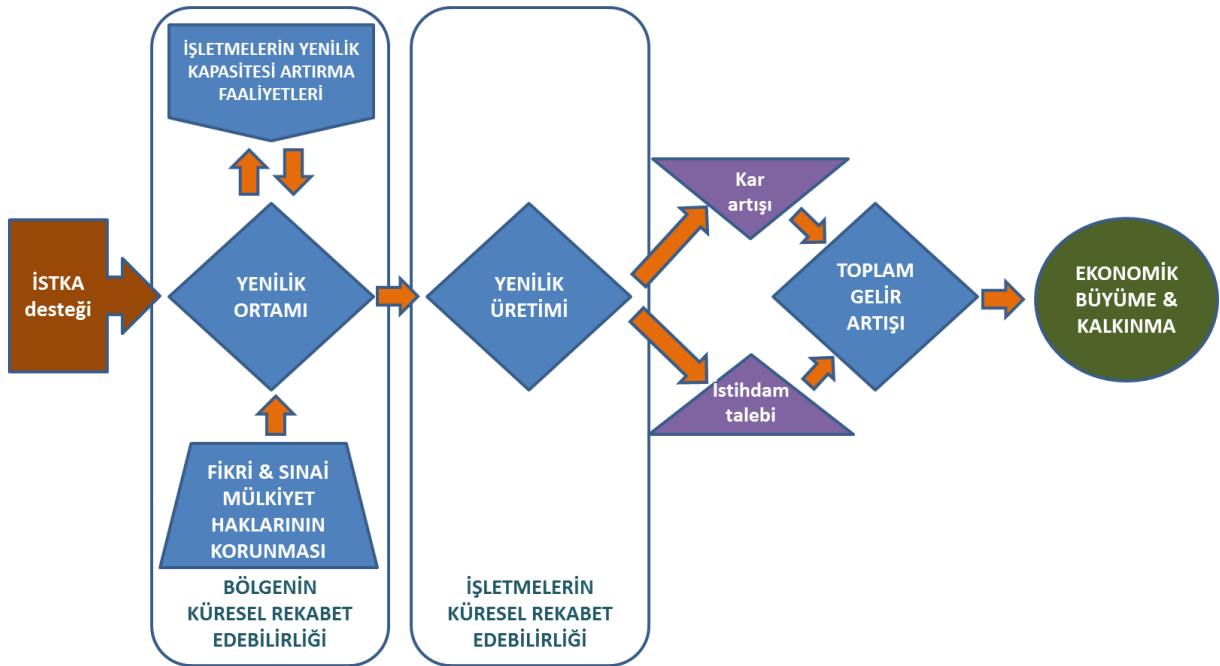 İŞLETMELERİN YENİLİK
KAPASİTESİ ARTIRMA
FAALİYETLERİ
İSTKA
desteği
YENİLİK
ORTAMI
FİKRİ & SINAİ
MÜLKİYET
HAKLARININ
KORUNMASI
BÖLGENİN
KÜRESEL REKABET
EDEBİLİRLİĞİ
YENİLİK
ÜRETİMİ
İŞLETMELERİN
KÜRESEL REKABET
EDEBİLİRLİĞİ
Kar
artışı
İstihdam
talebi
TOPLAM
GELİR
ARTIŞI
EKONOMİK
BÜYÜME &
KALKINMA